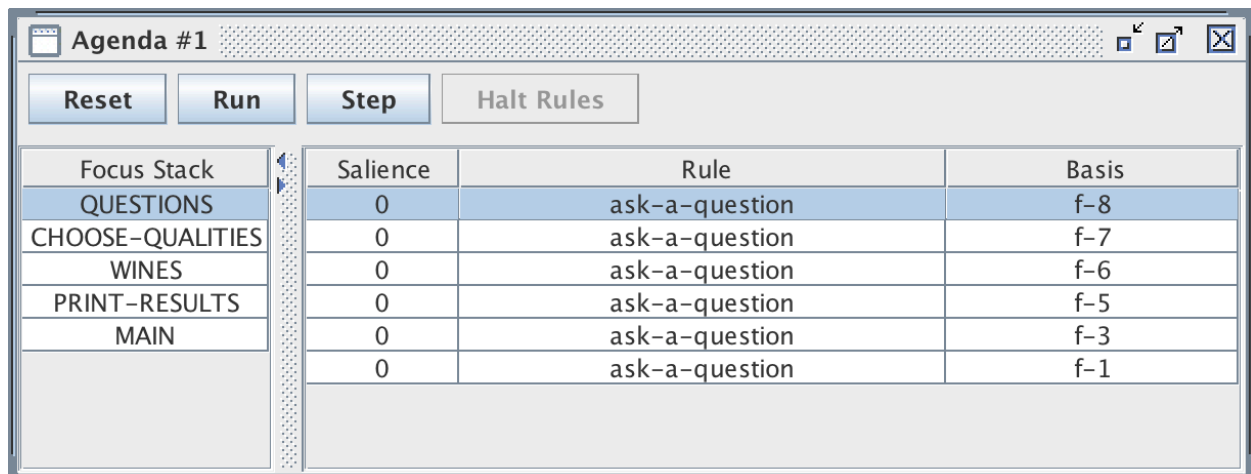 Agenda #1
Reset Run Step Halt Rules
Focus Stack Salience Rule Basis
QUESTIONS 0 ask-a-question f-8
CHOOSE-QUALITIES 0 ask-a-question f-7
WINES 0 ask-a-question f-6
PRINT-RESULTS 0 ask-a-question f-5
MAIN 0 ask-a-question f-3
0 ask-a-question f-1